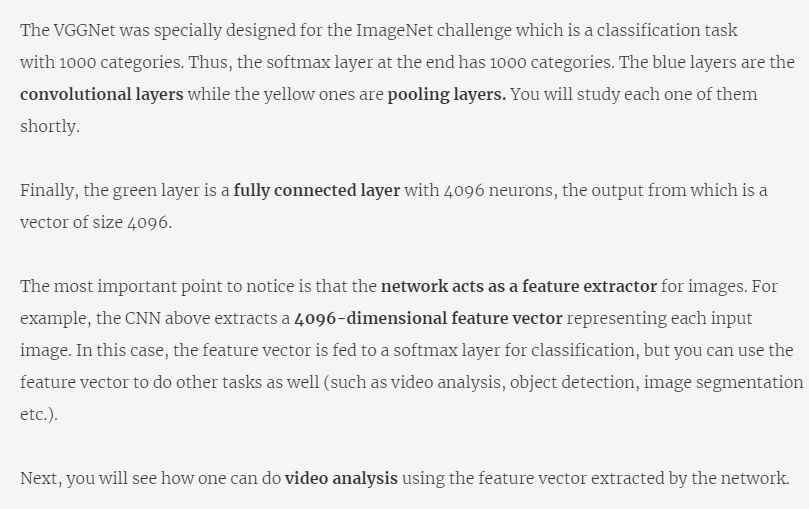 The VGGNet was specially designed for the ImageNet challenge which is a classification task
with 1000 categories. Thus, the softmax layer at the end has 1000 categories. The blue layers are the
convolutional layers while the yellow ones are pooling layers. You will study each one of them
shortly.
Finally, the green layer is a fully connected layer with 4096 neurons, the output from which is a
vector of size 4096.
The most important point to notice is that the network acts as a feature extractor for images. For
example, the CNN above extracts a 4096-dimensional feature vector representing each input
image. In this case, the feature vector is fed to a softmax layer for classification, but you can use the
feature vector to do other tasks as well (such as video analysis, object detection, image segmentation
etc.).
Next, you will see how one can do video analysis using the feature vector extracted by the network.